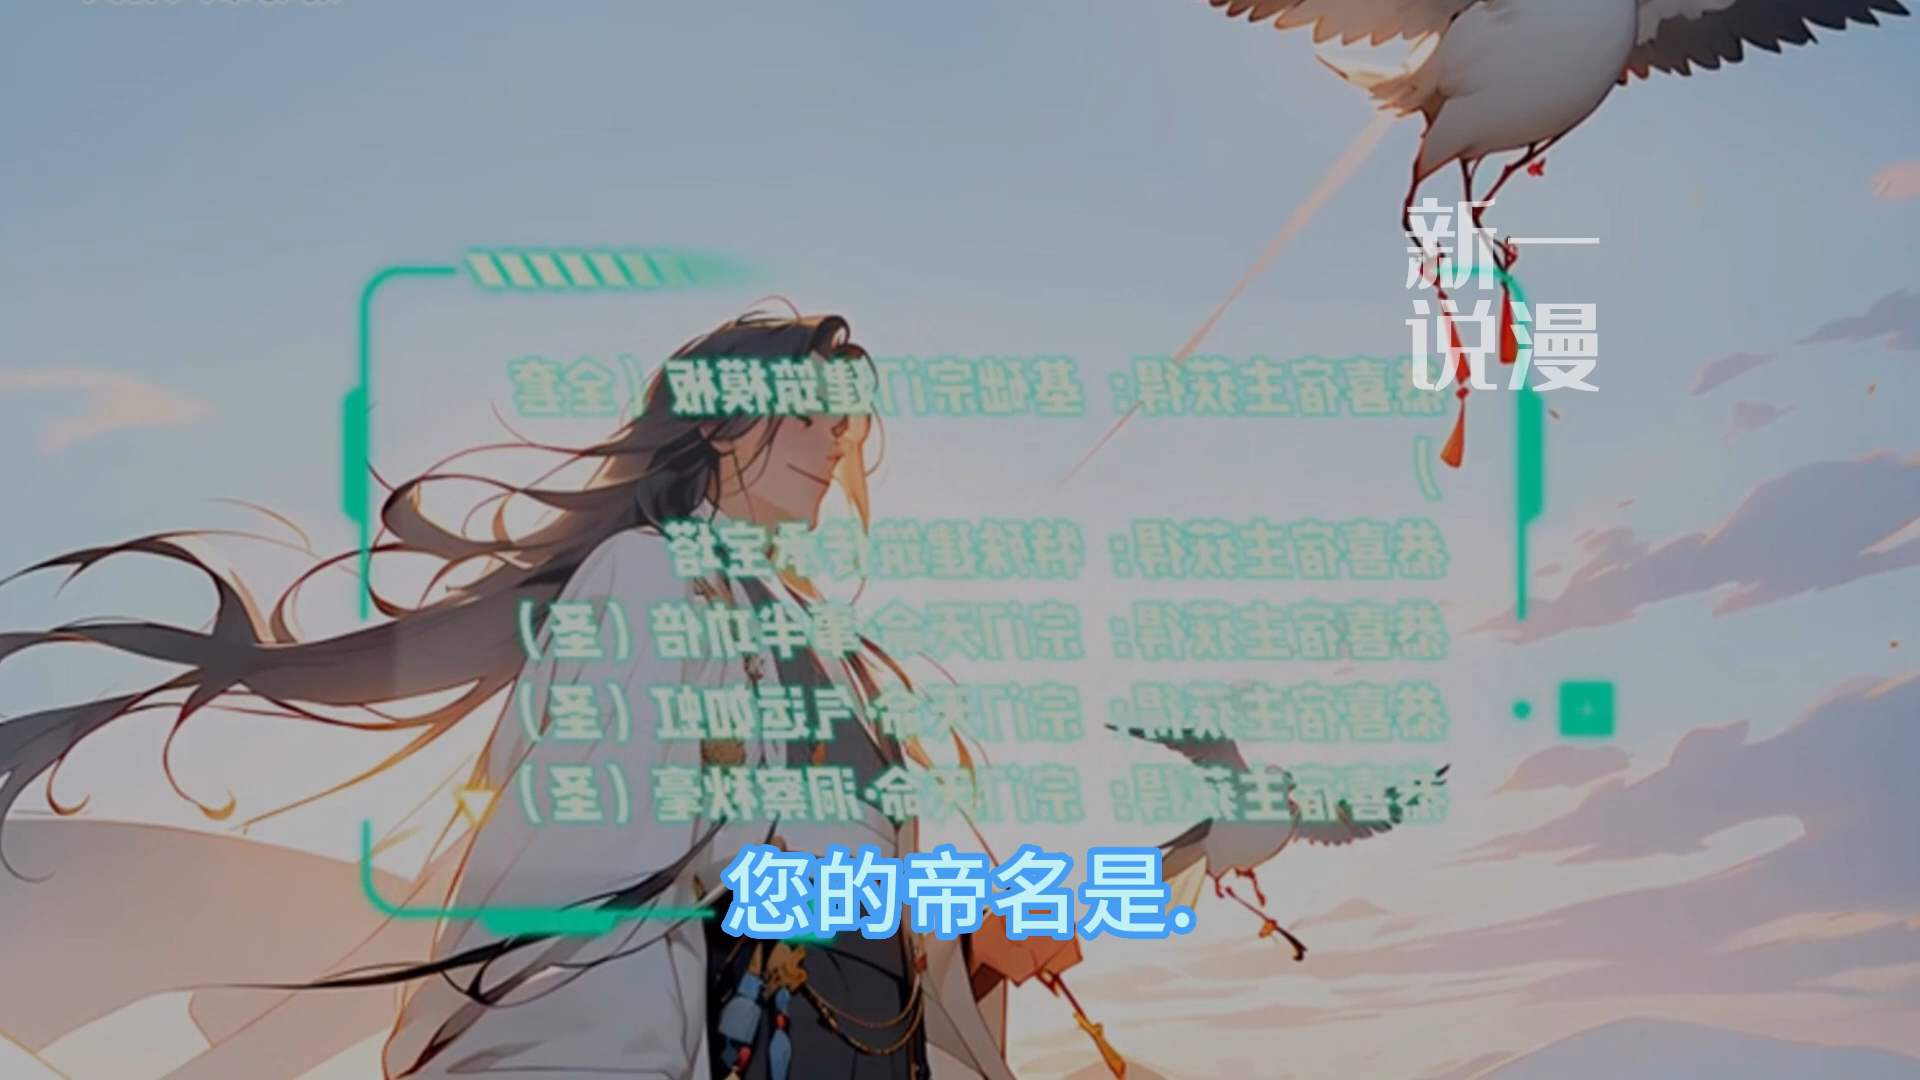 新一
说漫
恭喜宿主获得：基础宗门建筑模板（全套
）
恭喜宿主获得：特殊建筑传承宝塔
恭喜宿主获得：宗门天命·事半功倍（圣）
恭喜宿主获得：宗门天命·气运如虹（圣）
恭喜宿主获得：宗门天命·洞察秋毫（圣）
您的帝名是.